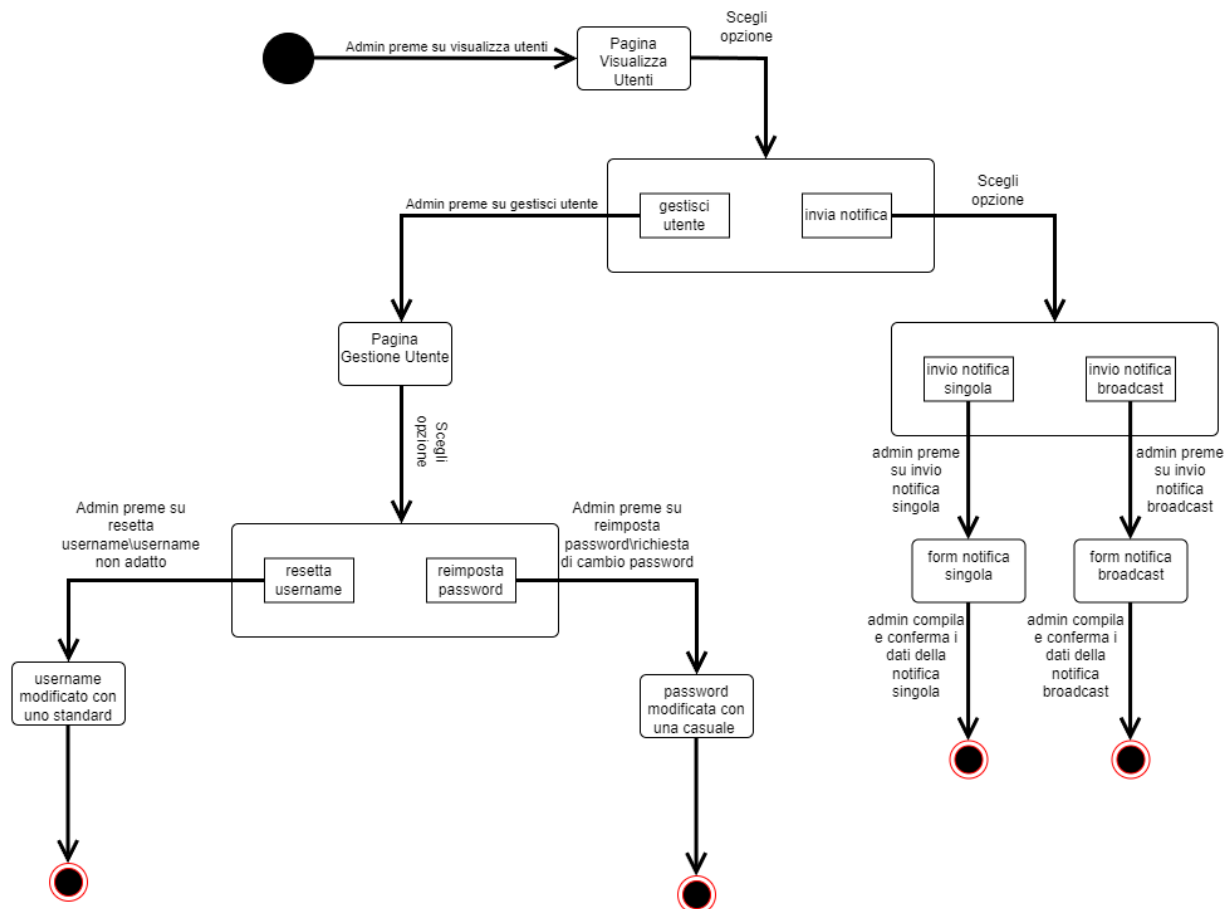 Admin preme su visualizza utenti
Pagina
Visualizza
Utenti
Scegli
opzione
Admin preme su gestisci utente
gestisci
utente
invia notifica
Scegli
opzione
Pagina
Gestione Utente
invio notifica
singola
invio notifica
broadcast
Scegli
opzione
admin preme
su invio
notifica
singola
admin preme
su invio
notifica
broadcast
Admin preme su
resetta
username\username
non adatto
Admin preme su
reimposta
password\richiesta
di cambio password
resetta
username
reimposta
password
form notifica
singola
form notifica
broadcast
admin compila
e conferma i
dati della
notifica
singola
admin compila
e conferma i
dati della
notifica
broadcast
username
modificato con
uno standard
password
modificata con
una casuale